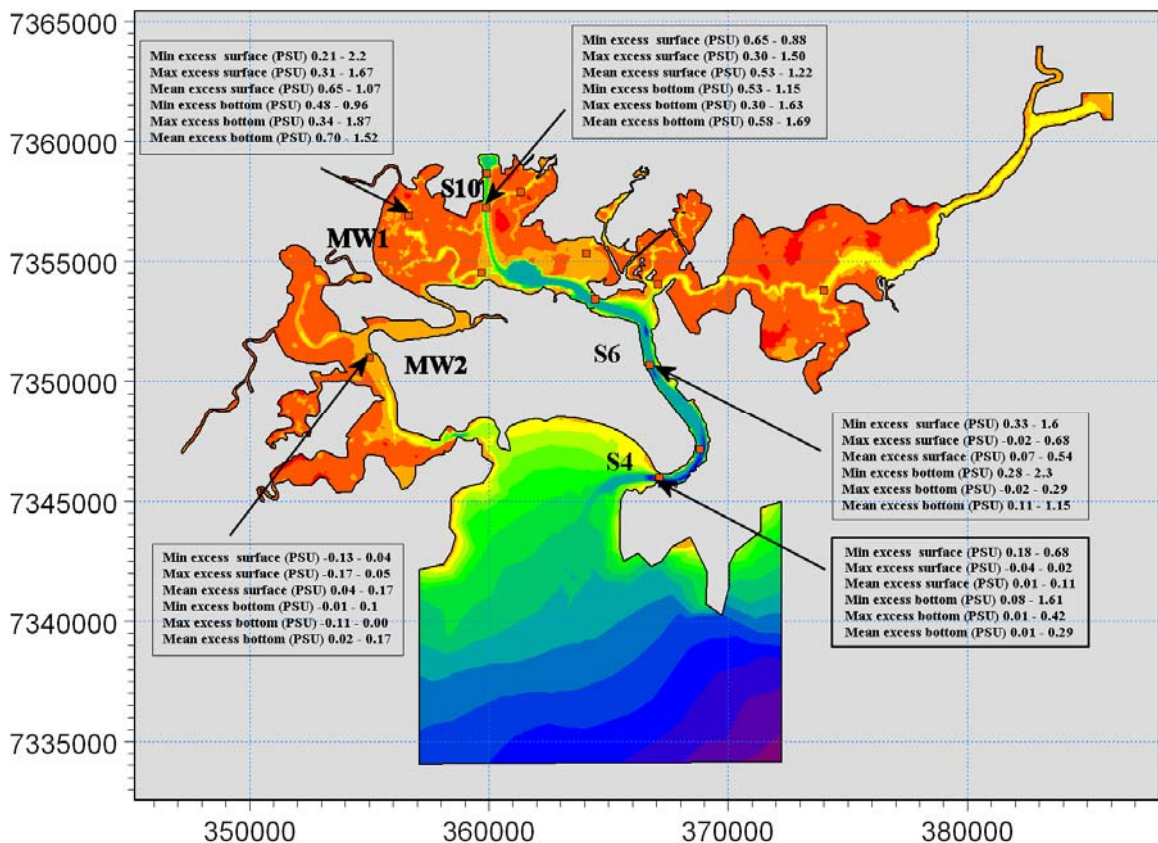 7365000
7360000
7355000
7350000
7345000
7340000
7335000
Min excess surface (PSU) 0.21 - 2.2
Max excess surface (PSU) 0.31 - 1.67
Mean excess surface (PSU) 0.65 - 1.07
Min excess bottom (PSU) 0.48 - 0.96
Max excess bottom (PSU) 0.34 - 1.87
Mean excess bottom (PSU) 0.70 - 1.52
Min excess surface (PSU) 0.65 - 0.88
Max excess surface (PSU) 0.30 - 1.50
Mean excess surface (PSU) 0.53 - 1.22
Min excess bottom (PSU) 0.53 - 1.15
Max excess bottom (PSU) 0.30 - 1.63
Mean excess bottom (PSU) 0.58 - 1.69
S10
MW1
MW2
S6
S4
Min excess surface (PSU) 0.33 - 1.6
Max excess surface (PSU) -0.02 - 0.68
Mean excess surface (PSU) 0.07 - 0.54
Min excess bottom (PSU) 0.28 - 2.3
Max excess bottom (PSU) -0.02 - 0.29
Mean excess bottom (PSU) 0.11 - 1.15
Min excess surface (PSU) -0.13 - 0.04
Max excess surface (PSU) -0.17 - 0.05
Mean excess surface (PSU) 0.04 - 0.17
Min excess bottom (PSU) -0.01 - 0.1
Max excess bottom (PSU) -0.11 - 0.00
Mean excess bottom (PSU) 0.02 - 0.17
Min excess surface (PSU) 0.18 - 0.68
Max excess surface (PSU) -0.04 - 0.02
Mean excess surface (PSU) 0.01 - 0.11
Min excess bottom (PSU) 0.08 - 1.61
Max excess bottom (PSU) 0.01 - 0.42
Mean excess bottom (PSU) 0.01 - 0.29
350000
360000
370000
380000